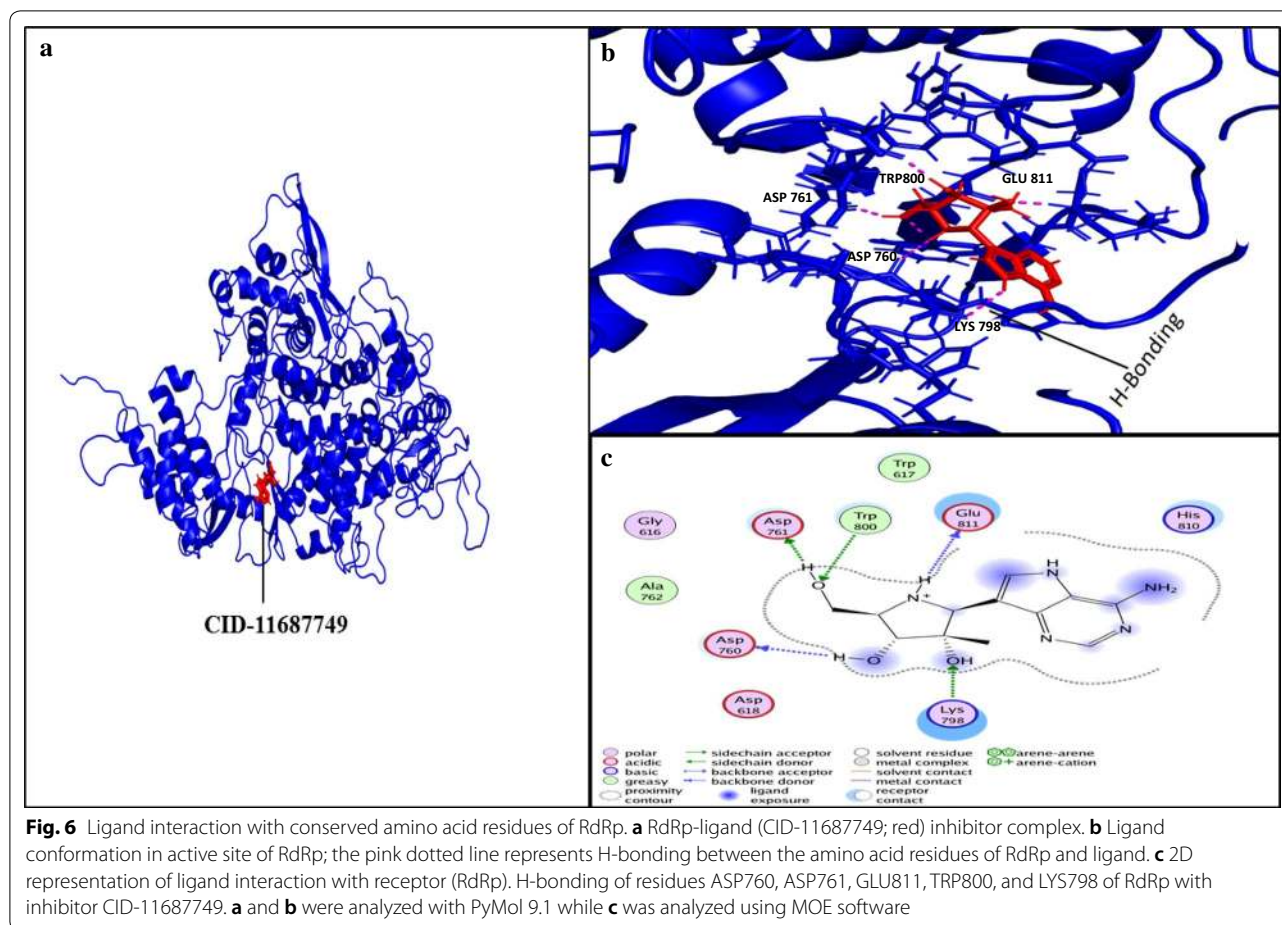 a
CID-11687749
b
TRP800
GLU 811
ASP 761
ASP 760
LYS 798
H-Bonding
c
Trp
617
Gly
616
Asp
761
Trp
800
Glu
811
His
810
Ala
762
H
O
H
N+
H
N
NH2
N
N
Asp
760
H
O
OH
Asp
618
Lys
798
polar
acidic
basic
greasy
proximity
contour
sidechain acceptor
sidechain donor
backbone acceptor
backbone donor
ligand
exposure
solvent residue
metal complex
solvent contact
metal contact
receptor
contact
arene-arene
arene-cation
Fig. 6 Ligand interaction with conserved amino acid residues of RdRp. a RdRp-ligand (CID-11687749; red) inhibitor complex. b Ligand
conformation in active site of RdRp; the pink dotted line represents H-bonding between the amino acid residues of RdRp and ligand. c 2D
representation of ligand interaction with receptor (RdRp). H-bonding of residues ASP760, ASP761, GLU811, TRP800, and LYS798 of RdRp with
inhibitor CID-11687749. a and b were analyzed with PyMol 9.1 while c was analyzed using MOE software